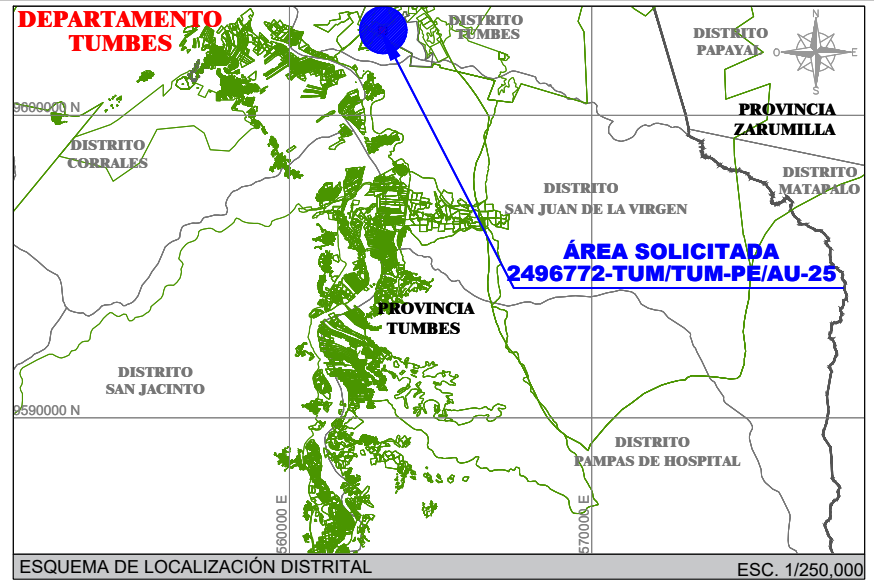 DEPARTAMENTO
TUMBES
DISTRITO
TUMBES
DISTRITO
PAPAYAL
N
O
E
S
PROVINCIA
ZARUMILLA
DISTRITO
CORRALES
DISTRITO
MATAPALO
DISTRITO
SAN JUAN DE LA VIRGEN
ÁREA SOLICITADA
2496772-TUM/TUM-PE/AU-25
PROVINCIA
TUMBES
DISTRITO
SAN JACINTO
9590000 N
DISTRITO
PAMPAS DE HOSPITAL
560000 E
570000 E
ESQUEMA DE LOCALIZACIÓN DISTRITAL
ESC. 1/250,000